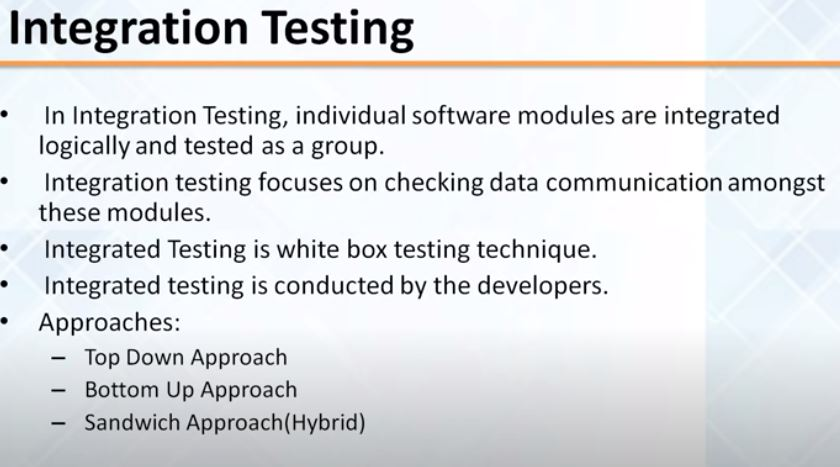 Integration Testing
• In Integration Testing, individual software modules are integrated
logically and tested as a group.
• Integration testing focuses on checking data communication amongst
these modules.
• Integrated Testing is white box testing technique.
• Integrated testing is conducted by the developers.
• Approaches:
– Top Down Approach
– Bottom Up Approach
– Sandwich Approach(Hybrid)